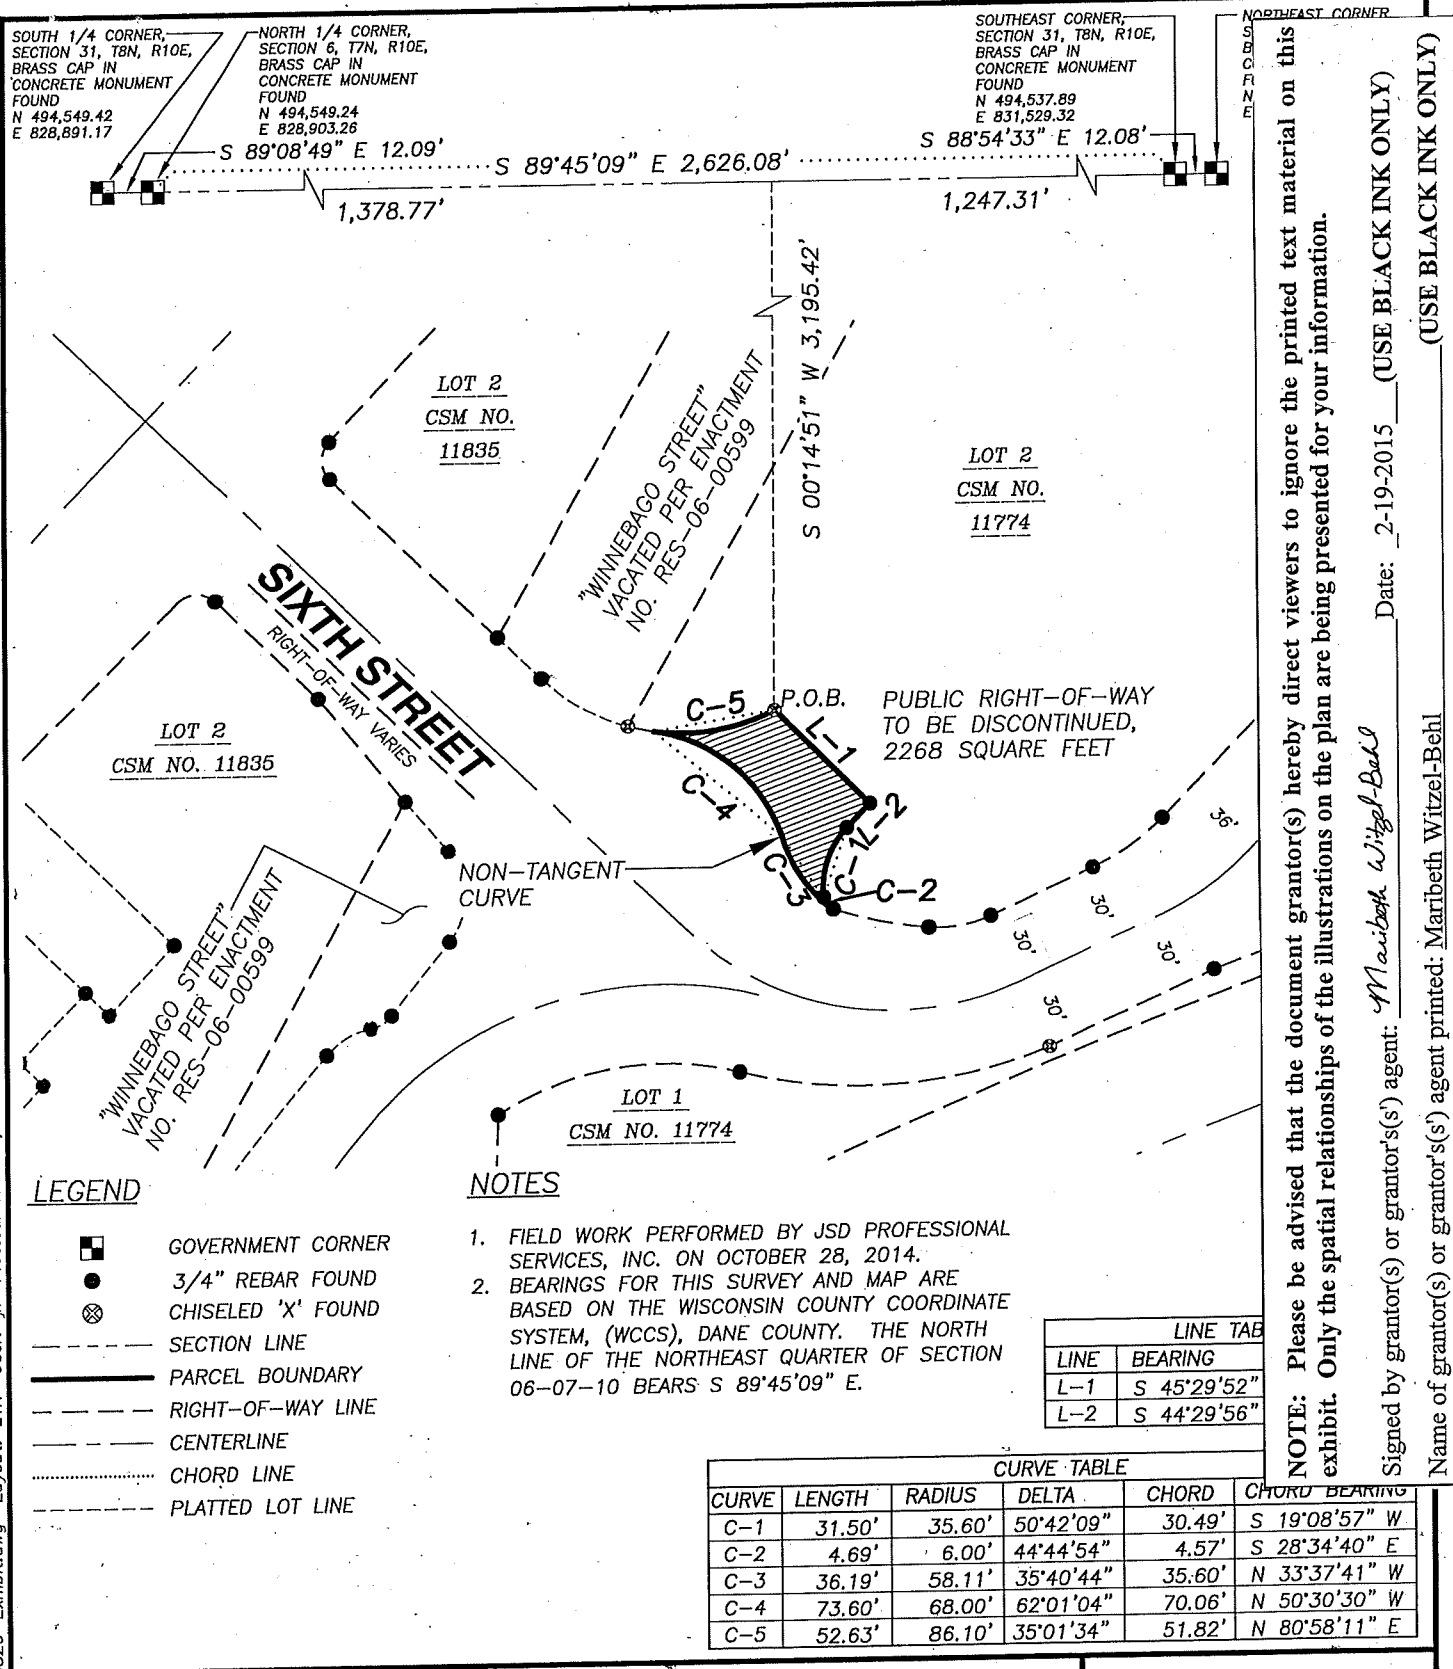 SOUTH 1/4 CORNER,
SECTION 31, T8N, R10E,
BRASS CAP IN
CONCRETE MONUMENT
FOUND
N 494,549.42
E 828,891.17
NORTH 1/4 CORNER,
SECTION 6, T7N, R10E,
BRASS CAP IN
CONCRETE MONUMENT
FOUND
N 494,549.24
E 828,903.26
SOUTHEAST CORNER,
SECTION 31, T8N, R10E,
BRASS CAP IN
CONCRETE MONUMENT
FOUND
N 494,537.89
E 831,529.32
NORTHEAST CORNER
S 89°08'49" E 12.09'
S 89°45'09" E 2,626.08'
S 88°54'33" E 12.08'
1,378.77'
1,247.31'
S 00°14'51" W 3,195.42'
LOT 2
CSM NO.
11835
"WINNEBAGO STREET"
VACATED PER ENACTMENT
NO. RES-06-00599
LOT 2
CSM NO.
11774
SIXTH STREET
RIGHT-OF-WAY VARIES
LOT 2
CSM NO. 11835
C-5
P.O.B.
L-1
PUBLIC RIGHT-OF-WAY
TO BE DISCONTINUED,
2268 SQUARE FEET
C-4
L-2
C-1
C-3
C-2
NON-TANGENT
CURVE
36'
30'
30'
30'
30'
"WINNEBAGO STREET"
VACATED PER ENACTMENT
NO. RES-06-00599
LOT 1
CSM NO. 11774
LEGEND
GOVERNMENT CORNER
3/4" REBAR FOUND
CHISELED 'X' FOUND
SECTION LINE
PARCEL BOUNDARY
RIGHT-OF-WAY LINE
CENTERLINE
CHORD LINE
PLATTED LOT LINE
NOTES
1. FIELD WORK PERFORMED BY JSD PROFESSIONAL
SERVICES, INC. ON OCTOBER 28, 2014.
2. BEARINGS FOR THIS SURVEY AND MAP ARE
BASED ON THE WISCONSIN COUNTY COORDINATE
SYSTEM, (WCCS), DANE COUNTY. THE NORTH
LINE OF THE NORTHEAST QUARTER OF SECTION
06-07-10 BEARS S 89°45'09" E.
LINE TAB
LINE BEARING
L-1 S 45°29'52"
L-2 S 44°29'56"
CURVE TABLE
CURVE LENGTH RADIUS DELTA CHORD CHORD BEARING
C-1 31.50' 35.60' 50°42'09" 30.49' S 19°08'57" W
C-2 4.69' 6.00' 44°44'54" 4.57' S 28°34'40" E
C-3 36.19' 58.11' 35°40'44" 35.60' N 33°37'41" W
C-4 73.60' 68.00' 62°01'04" 70.06' N 50°30'30" W
C-5 52.63' 86.10' 35°01'34" 51.82' N 80°58'11" E
NOTE: Please be advised that the document grantor(s) hereby direct viewers to ignore the printed text material on this
exhibit. Only the spatial relationships of the illustrations on the plan are being presented for your information.
Signed by grantor(s) or grantor's(s') agent: Maribeth Witzel-Behl Date: 2-19-2015 (USE BLACK INK ONLY)
Name of grantor(s) or grantor's(s') agent printed: Maribeth Witzel-Behl (USE BLACK INK ONLY)